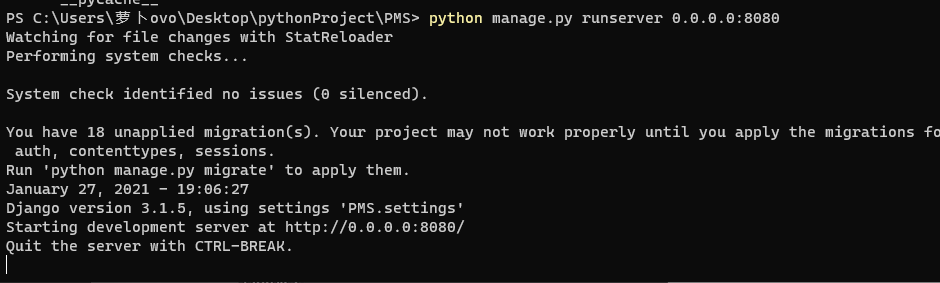 __pycache__
PS C:\Users\萝卜ovo\Desktop\pythonProject\PMS> python manage.py runserver 0.0.0.0:8080
Watching for file changes with StatReloader
Performing system checks...
System check identified no issues (0 silenced).
You have 18 unapplied migration(s). Your project may not work properly until you apply the migrations fo
auth, contenttypes, sessions.
Run 'python manage.py migrate' to apply them.
January 27, 2021 - 19:06:27
Django version 3.1.5, using settings 'PMS.settings'
Starting development server at http://0.0.0.0:8080/
Quit the server with CTRL-BREAK.